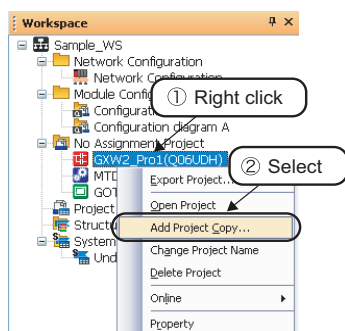 Workspace
Sample_WS
Network Configuration
Network Configuration
Module Config
① Right click
Configurat
Configuration diagram A
No Assignment Project
GXW2_Pro1(Q06UDH)
② Select
MTD
Export Project...
GOT
Open Project
Project
Add Project Copy...
Structu
Change Project Name
System
Und
Delete Project
Online
Property